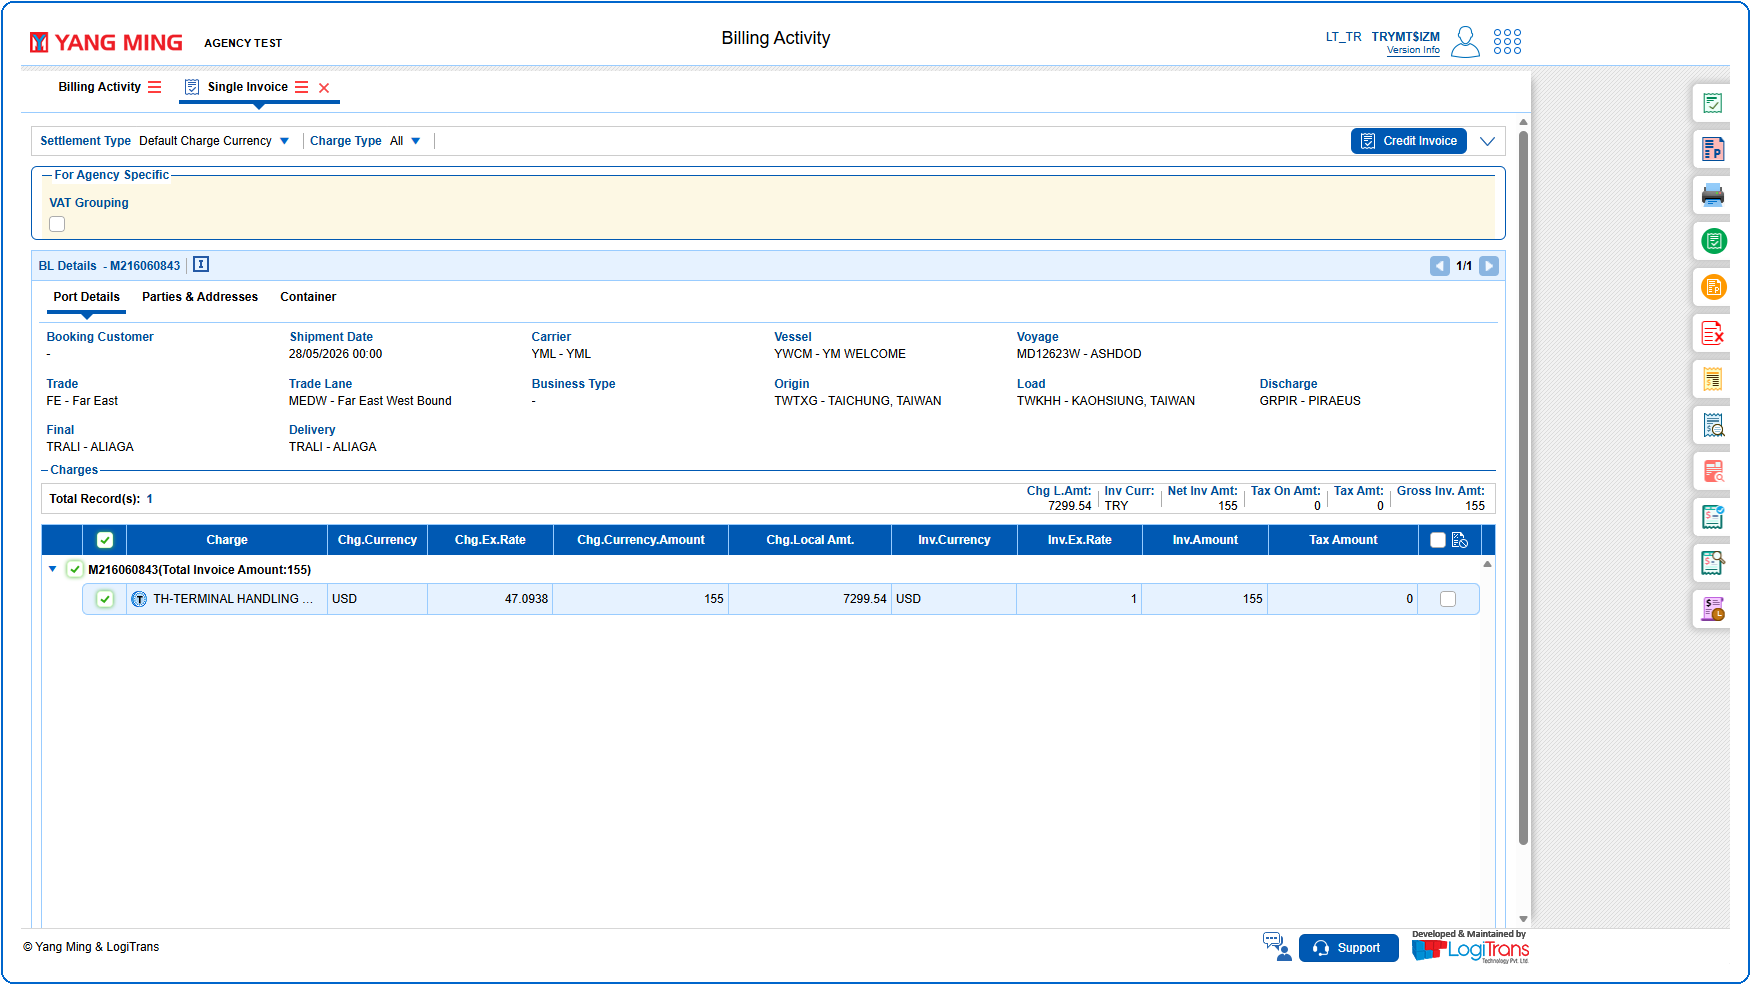 YANG MING AGENCY TEST
Billing Activity
LT_TR TRYMT$IZM
Version Info
Billing Activity
Single Invoice
Settlement Type Default Charge Currency
Charge Type All
Credit Invoice
For Agency Specific
VAT Grouping
BL Details - M216060843
1/1
Port Details Parties & Addresses Container
Booking Customer Shipment Date Carrier Vessel Voyage
- 28/05/2026 00:00 YML - YML YWCM - YM WELCOME MD12623W - ASHDOD
Trade Trade Lane Business Type Origin Load Discharge
FE - Far East MEDW - Far East West Bound - TWTXG - TAICHUNG, TAIWAN TWKHH - KAOHSIUNG, TAIWAN GRPIR - PIRAEUS
Final Delivery
TRALI - ALIAGA TRALI - ALIAGA
Charges
Total Record(s): 1
Chg L.Amt: Inv Curr: Net Inv Amt: Tax On Amt: Tax Amt: Gross Inv. Amt:
7299.54 TRY 155 0 0 155
Charge Chg.Currency Chg.Ex.Rate Chg.Currency.Amount Chg.Local Amt. Inv.Currency Inv.Ex.Rate Inv.Amount Tax Amount
M216060843(Total Invoice Amount:155)
T TH-TERMINAL HANDLING ... USD 47.0938 155 7299.54 USD 1 155 0
© Yang Ming & LogiTrans
Support
Developed & Maintained by
LogiTrans
Technology Pvt. Ltd.